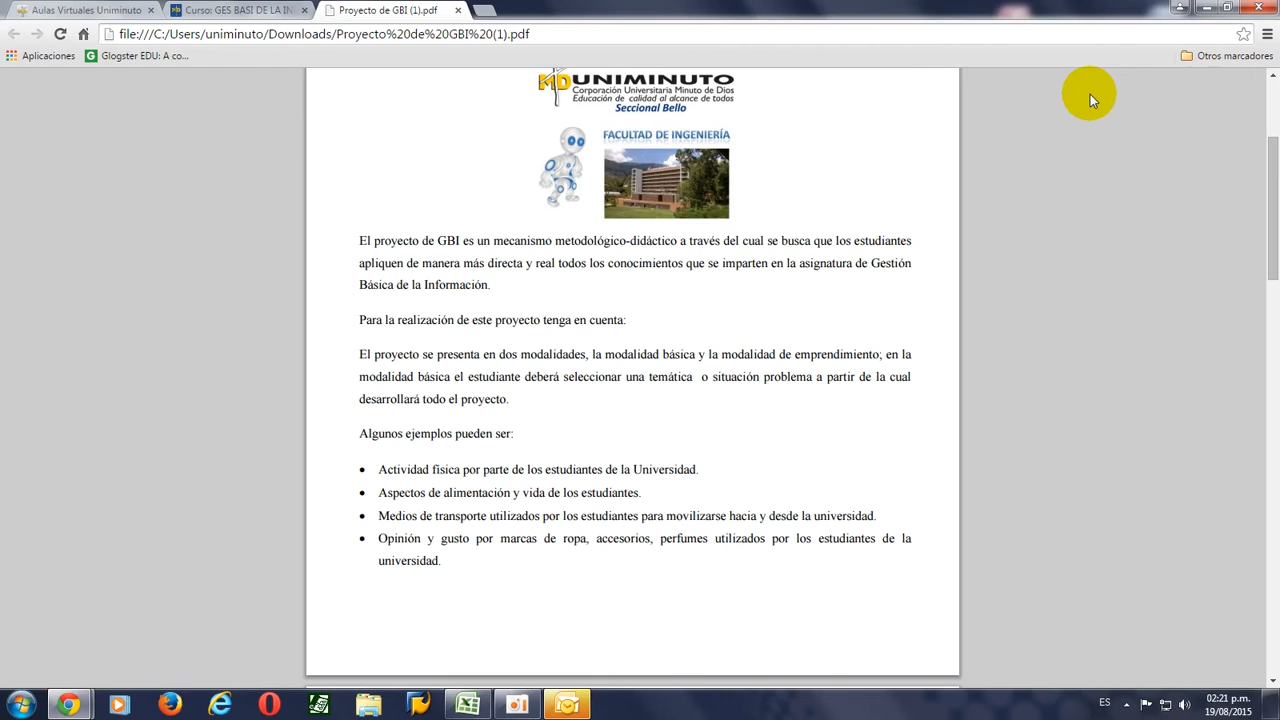 Aulas Virtuales Uniminuto
Curso: GES BASI DE LA IN
Proyecto de GBI (1).pdf
file:///C:/Users/uniminuto/Downloads/Proyecto%20de%20GBI%20(1).pdf
Aplicaciones
Glogster EDU: A co...
Otros marcadores
UNIMINUTO
Corporación Universitaria Minuto de Dios
Educación de calidad al alcance de todos
Seccional Bello
FACULTAD DE INGENIERÍA
El proyecto de GBI es un mecanismo metodológico-didáctico a través del cual se busca que los estudiantes
apliquen de manera más directa y real todos los conocimientos que se imparten en la asignatura de Gestión
Básica de la Información.
Para la realización de este proyecto tenga en cuenta:
El proyecto se presenta en dos modalidades, la modalidad básica y la modalidad de emprendimiento; en la
modalidad básica el estudiante deberá seleccionar una temática o situación problema a partir de la cual
desarrollará todo el proyecto.
Algunos ejemplos pueden ser:
• Actividad física por parte de los estudiantes de la Universidad.
• Aspectos de alimentación y vida de los estudiantes.
• Medios de transporte utilizados por los estudiantes para movilizarse hacia y desde la universidad.
• Opinión y gusto por marcas de ropa, accesorios, perfumes utilizados por los estudiantes de la
universidad.
ES
02:21 p.m.
19/08/2015